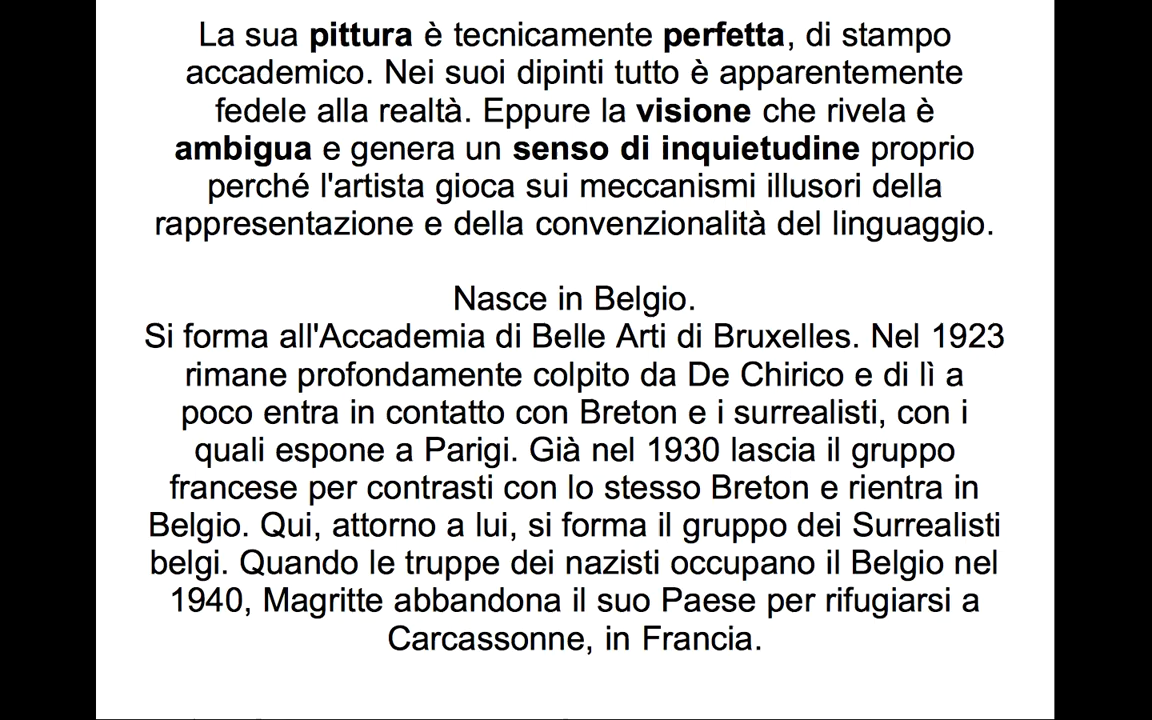 La sua pittura è tecnicamente perfetta, di stampo
accademico. Nei suoi dipinti tutto è apparentemente
fedele alla realtà. Eppure la visione che rivela è
ambigua e genera un senso di inquietudine proprio
perché l'artista gioca sui meccanismi illusori della
rappresentazione e della convenzionalità del linguaggio.
Nasce in Belgio.
Si forma all'Accademia di Belle Arti di Bruxelles. Nel 1923
rimane profondamente colpito da De Chirico e di lì a
poco entra in contatto con Breton e i surrealisti, con i
quali espone a Parigi. Già nel 1930 lascia il gruppo
francese per contrasti con lo stesso Breton e rientra in
Belgio. Qui, attorno a lui, si forma il gruppo dei Surrealisti
belgi. Quando le truppe dei nazisti occupano il Belgio nel
1940, Magritte abbandona il suo Paese per rifugiarsi a
Carcassonne, in Francia.